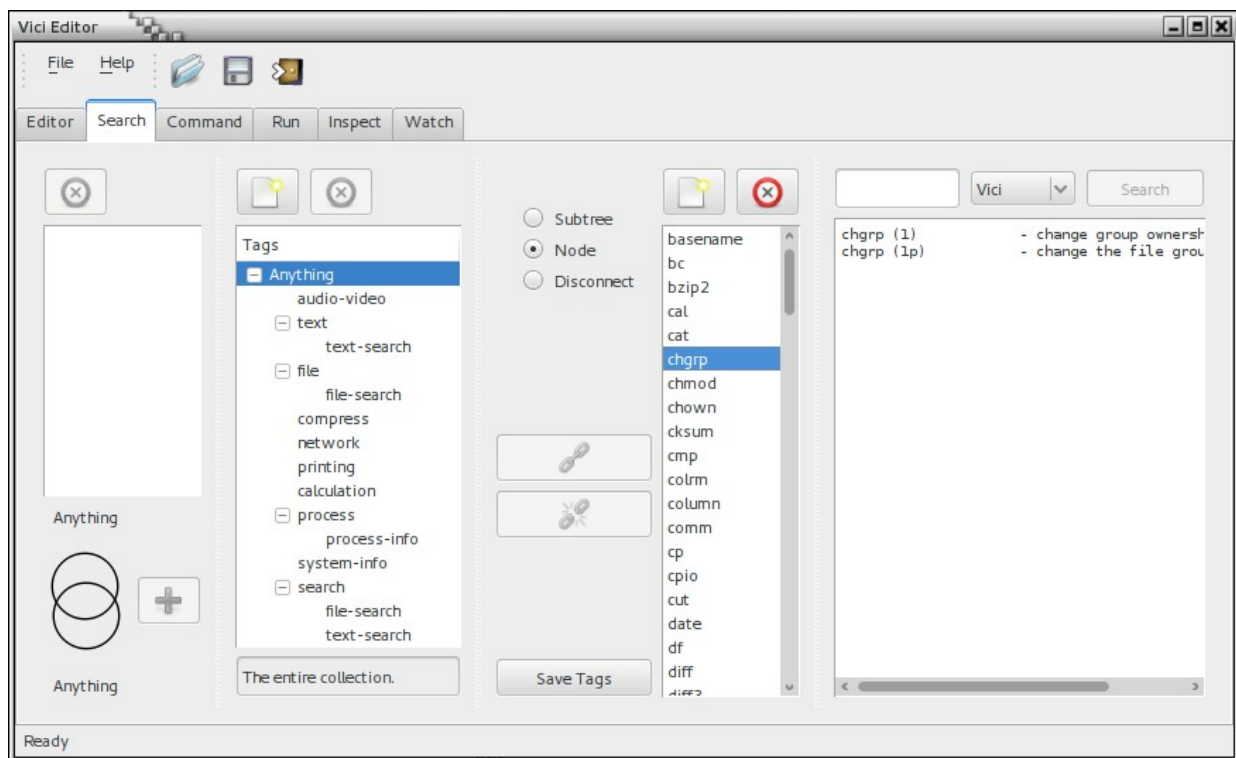 Vici Editor
File Help
Editor Search Command Run Inspect Watch
Anything
Anything
Tags
Anything
audio-video
text
text-search
file
file-search
compress
network
printing
calculation
process
process-info
system-info
search
file-search
text-search
The entire collection.
Subtree
Node
Disconnect
Save Tags
basename
bc
bzip2
cal
cat
chgrp
chmod
chown
cksum
cmp
colrm
column
comm
cp
cpio
cut
date
df
diff
diff3
Vici Search
chgrp (1) - change group ownersh
chgrp (1p) - change the file grou
Ready